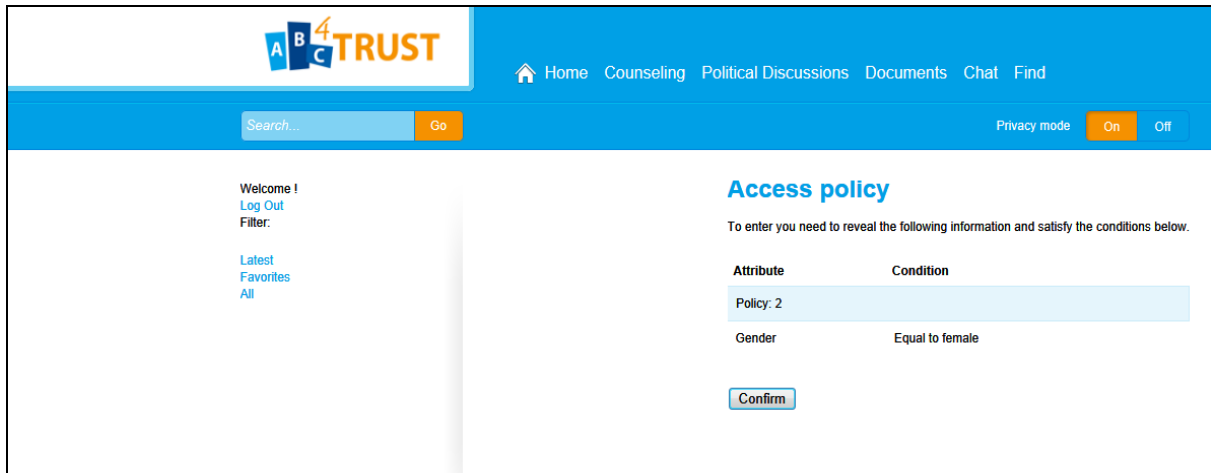 A B C 4 TRUST
Home Counseling Political Discussions Documents Chat Find
Search... Go
Privacy mode On Off
Welcome !
Log Out
Filter:
Latest
Favorites
All
Access policy
To enter you need to reveal the following information and satisfy the conditions below.
Attribute Condition
Policy: 2
Gender Equal to female
Confirm